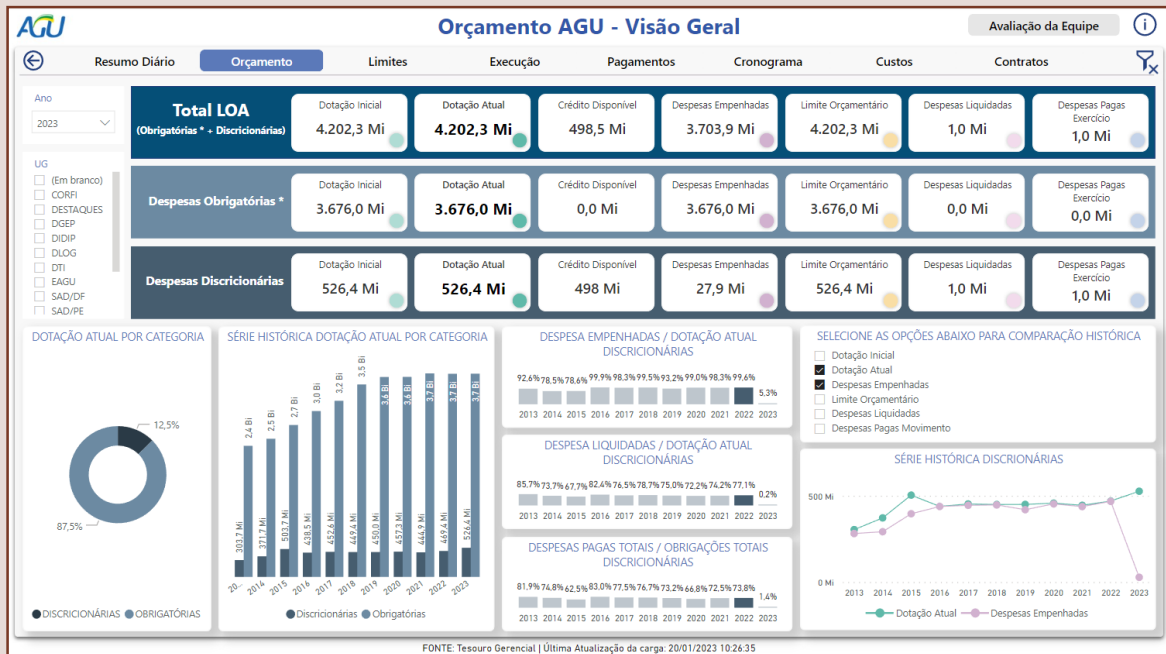 AGU
Orçamento AGU - Visão Geral
Avaliação da Equipe
Resumo Diário
Orçamento
Limites
Execução
Pagamentos
Cronograma
Custos
Contratos
Ano
2023
UG
(Em branco)
CORFI
DESTAQUES
DGEP
DIDIP
DLOG
DTI
EAGU
SAD/DF
SAD/PE
Total LOA
(Obrigatórias * + Discricionárias)
Dotação Inicial
4.202,3 Mi
Dotação Atual
4.202,3 Mi
Crédito Disponível
498,5 Mi
Despesas Empenhadas
3.703,9 Mi
Limite Orçamentário
4.202,3 Mi
Despesas Liquidadas
1,0 Mi
Despesas Pagas
Exercício
1,0 Mi
Despesas Obrigatórias *
Dotação Inicial
3.676,0 Mi
Dotação Atual
3.676,0 Mi
Crédito Disponível
0,0 Mi
Despesas Empenhadas
3.676,0 Mi
Limite Orçamentário
3.676,0 Mi
Despesas Liquidadas
0,0 Mi
Despesas Pagas
Exercício
0,0 Mi
Despesas Discricionárias
Dotação Inicial
526,4 Mi
Dotação Atual
526,4 Mi
Crédito Disponível
498 Mi
Despesas Empenhadas
27,9 Mi
Limite Orçamentário
526,4 Mi
Despesas Liquidadas
1,0 Mi
Despesas Pagas
Exercício
1,0 Mi
DOTAÇÃO ATUAL POR CATEGORIA
12,5%
87,5%
DISCRICIONÁRIAS OBRIGATÓRIAS
SÉRIE HISTÓRICA DOTAÇÃO ATUAL POR CATEGORIA
303,7 Mi 2,4 Bi 371,7 Mi 2,5 Bi 503,7 Mi 2,7 Bi 438,5 Mi 3,0 Bi 452,6 Mi 3,2 Bi 449,4 Mi 3,5 Bi 450,0 Mi 3,6 Bi 457,3 Mi 3,6 Bi 444,9 Mi 3,7 Bi 469,4 Mi 3,7 Bi 526,4 Mi 3,7 Bi
20... 2014 2015 2016 2017 2018 2019 2020 2021 2022 2023
Discricionárias Obrigatórias
DESPESA EMPENHADAS / DOTAÇÃO ATUAL
DISCRICIONÁRIAS
92,6% 78,5% 78,6% 99,9% 98,3% 99,5% 93,2% 99,0% 98,3% 99,6% 5,3%
2013 2014 2015 2016 2017 2018 2019 2020 2021 2022 2023
DESPESA LIQUIDADAS / DOTAÇÃO ATUAL
DISCRICIONÁRIAS
85,7% 73,7% 67,7% 82,4% 76,5% 78,7% 75,0% 72,2% 74,2% 77,1% 0,2%
2013 2014 2015 2016 2017 2018 2019 2020 2021 2022 2023
DESPESAS PAGAS TOTAIS / OBRIGAÇÕES TOTAIS
DISCRICIONÁRIAS
81,9% 74,8% 62,5% 83,0% 77,5% 76,7% 73,2% 66,8% 72,5% 73,8% 1,4%
2013 2014 2015 2016 2017 2018 2019 2020 2021 2022 2023
SELECIONE AS OPÇÕES ABAIXO PARA COMPARAÇÃO HISTÓRICA
Dotação Inicial
Dotação Atual
Despesas Empenhadas
Limite Orçamentário
Despesas Liquidadas
Despesas Pagas Movimento
SÉRIE HISTÓRICA DISCRIONÁRIAS
500 Mi
0 Mi
2013 2014 2015 2016 2017 2018 2019 2020 2021 2022 2023
Dotação Atual Despesas Empenhadas
FONTE: Tesouro Gerencial | Última Atualização da carga: 20/01/2023 10:26:35